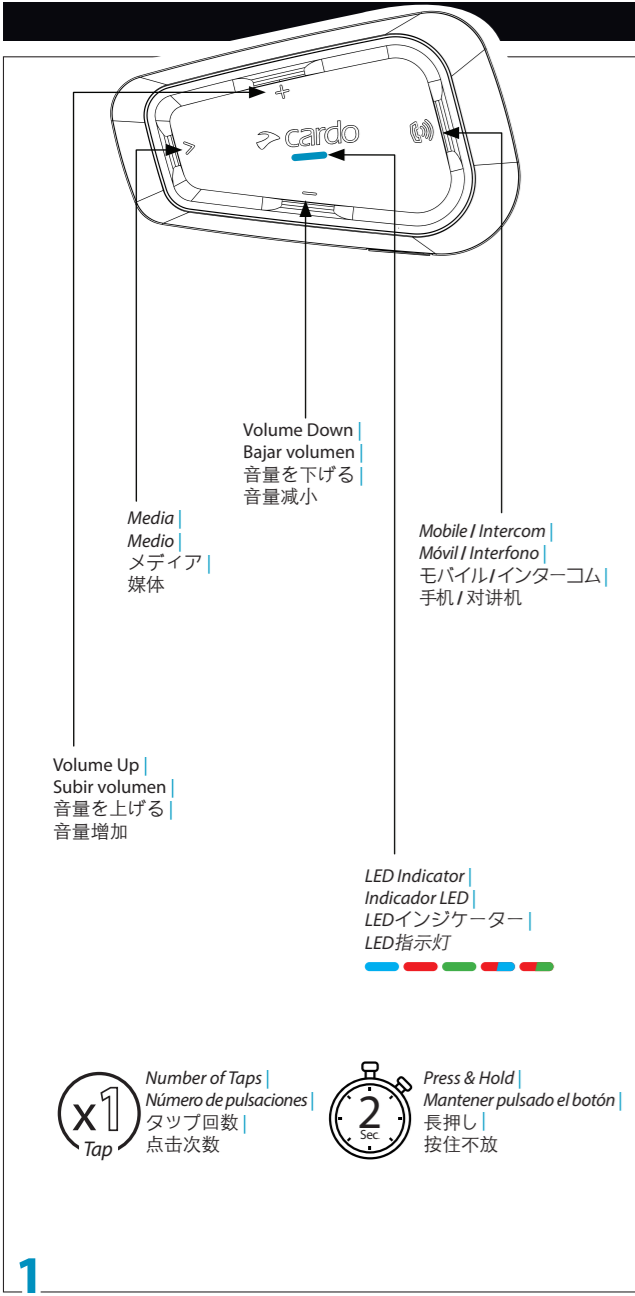 cardo
Volume Down |
Bajar volumen |
音量を下げる |
音量减小
Media |
Medio |
メディア |
媒体
Mobile / Intercom |
Móvil / Interfono |
モバイル / インターコム |
手机 / 对讲机
Volume Up |
Subir volumen |
音量を上げる |
音量增加
LED Indicator |
Indicador LED |
LEDインジケーター |
LED指示灯
x1
Tap
Number of Taps |
Número de pulsaciones |
タップ回数 |
点击次数
2
Sec.
Press & Hold |
Mantener pulsado el botón |
長押し |
按住不放
1